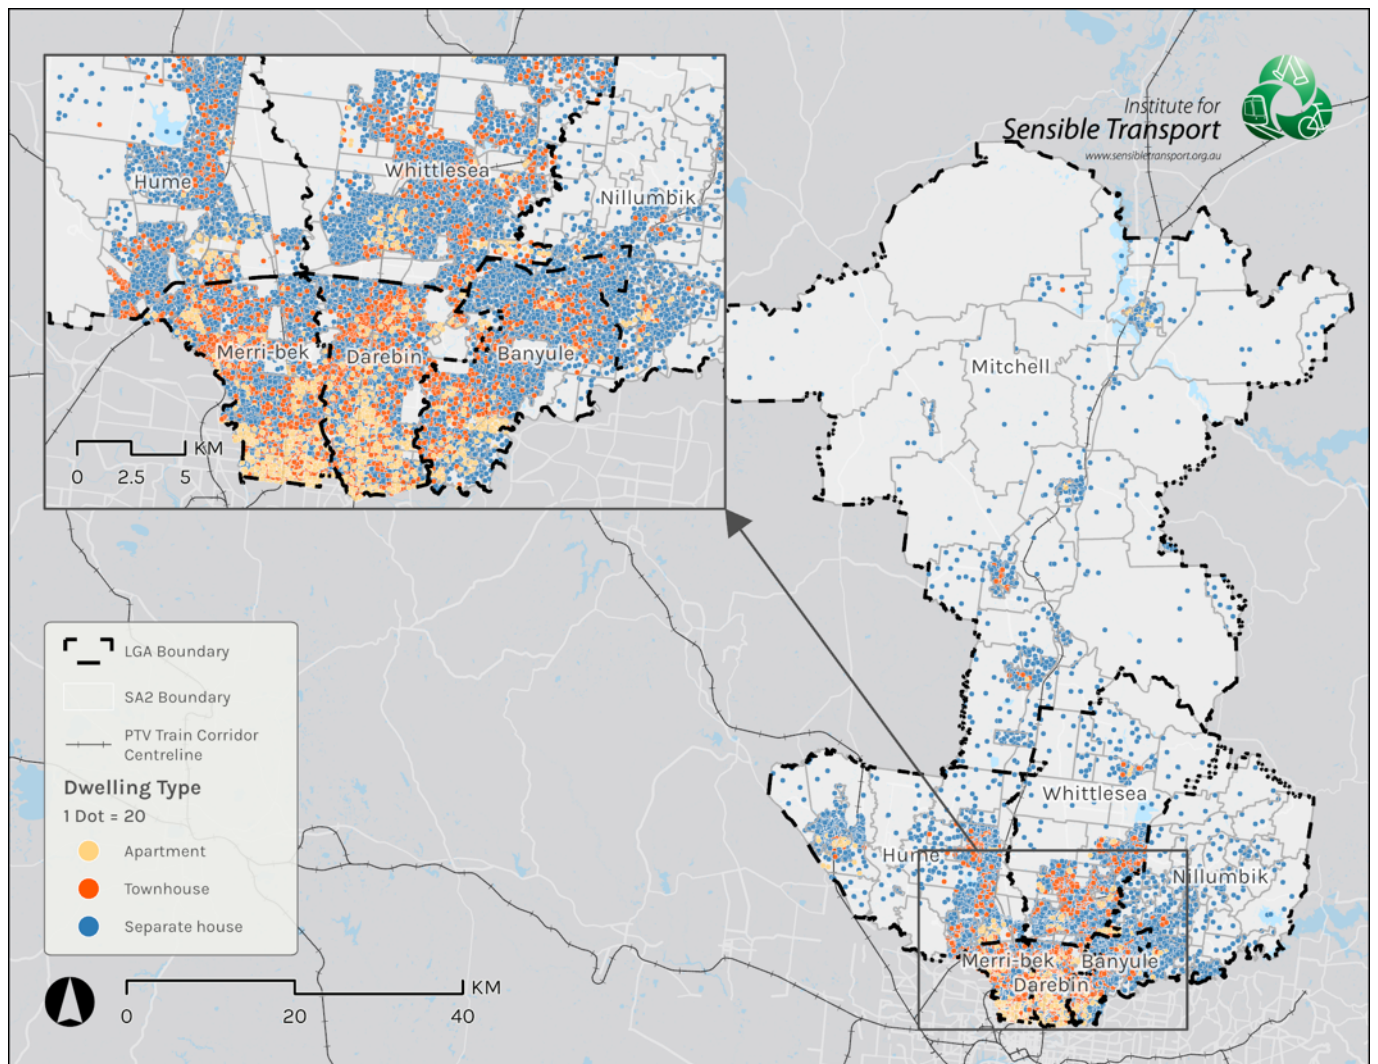 Institute for
Sensible Transport
www.sensibletransport.org.au
Hume
Whittlesea
Nillumbik
Merri-bek
Darebin
Banyule
KM
0 2.5 5
Mitchell
Whittlesea
Hume
Nillumbik
Merri-bek
Banyule
Darebin
LGA Boundary
SA2 Boundary
PTV Train Corridor
Centreline
Dwelling Type
1 Dot = 20
Apartment
Townhouse
Separate house
KM
0 20 40